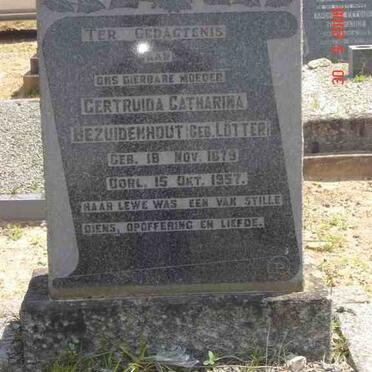 TER GEDAGTENIS
AAN
ONS DIERBARE MOEDER
GERTRUIDA CATHARINA
BEZUIDENHOUT (GEB. LÖTTER)
GEB. 18 NOV. 1879
OORL. 15 OKT. 1957.
HAAR LEWE WAS EEN VAN STILLE
DIENS, OPOFFERING EN LIEFDE.